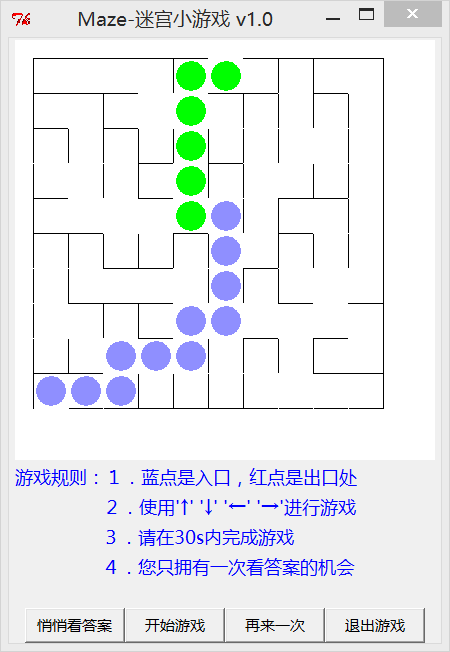 Maze-迷宫小游戏 v1.0
游戏规则：１．蓝点是入口，红点是出口处
２．使用'↑' '↓' '←' '→'进行游戏
３．请在30s内完成游戏
４．您只拥有一次看答案的机会
悄悄看答案 开始游戏 再来一次 退出游戏